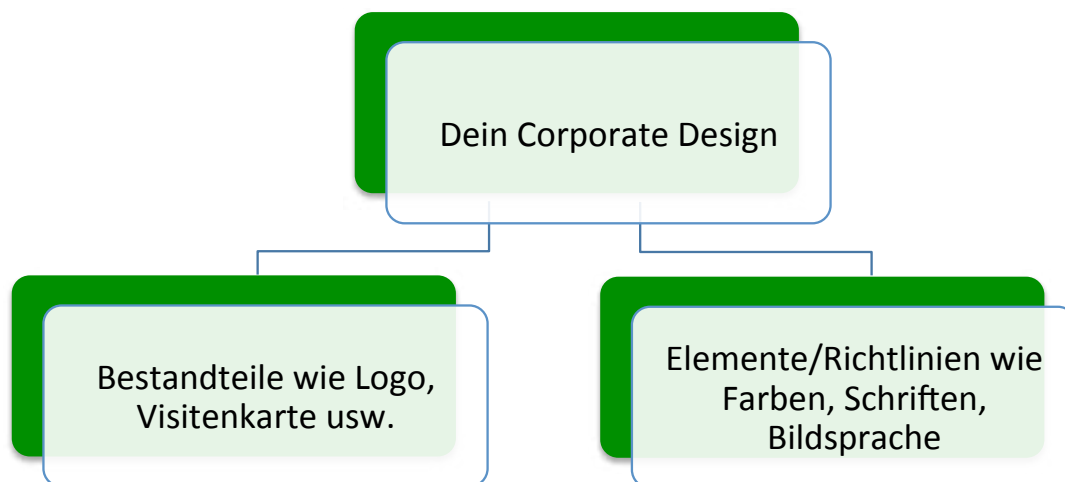 Dein Corporate Design
Bestandteile wie Logo,
Visitenkarte usw.
Elemente/Richtlinien wie
Farben, Schriften,
Bildsprache